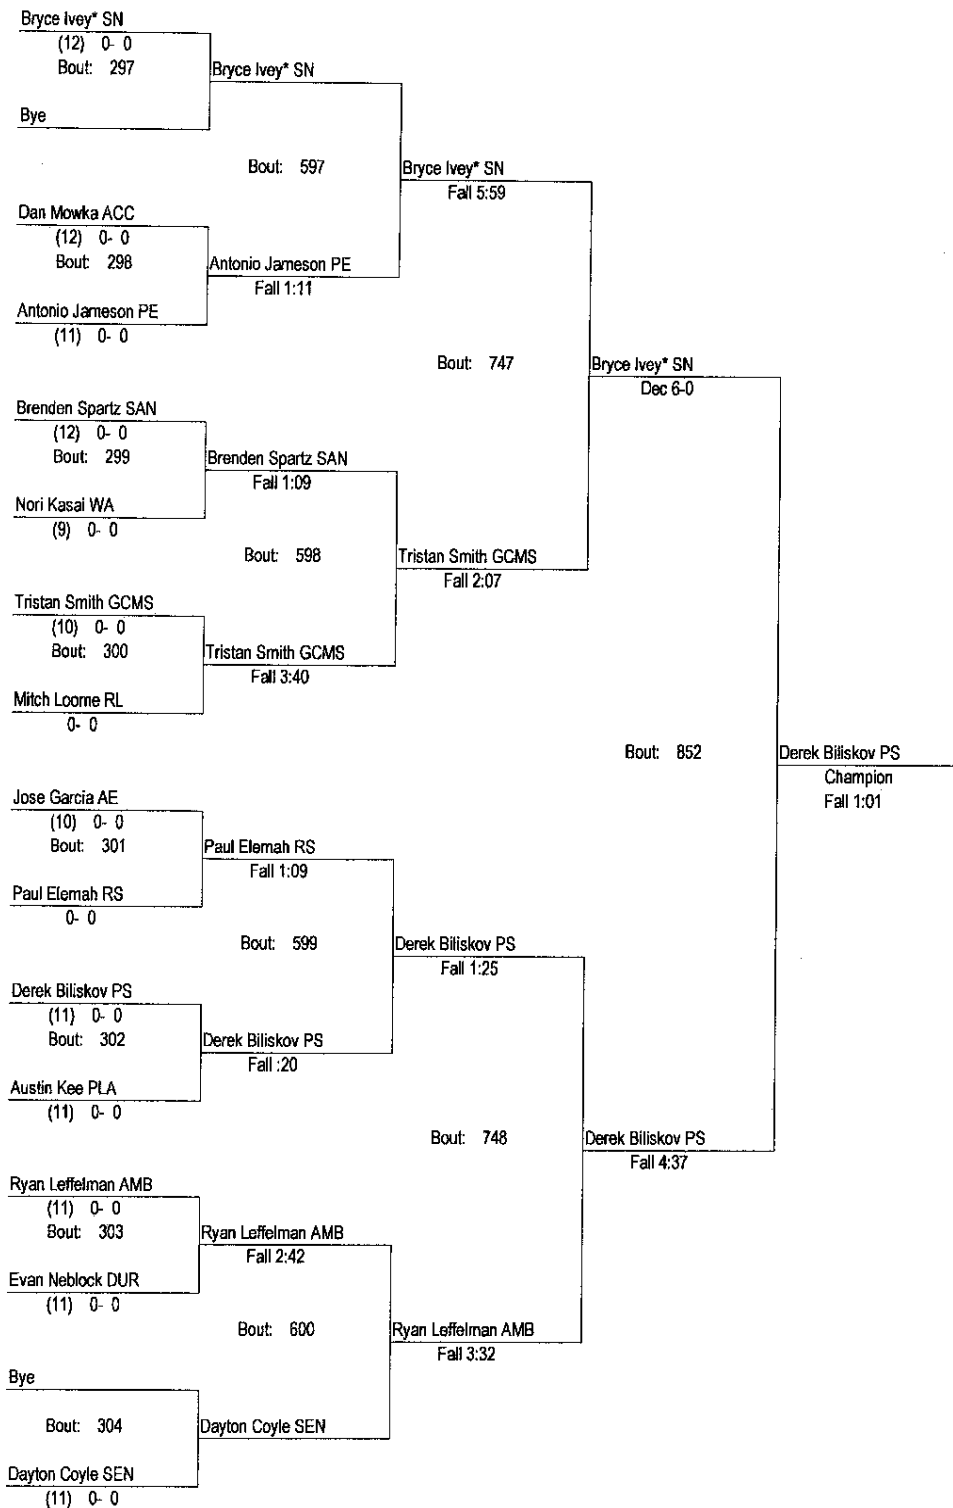 Bryce Ivey* SN
(12) 0- 0
Bout: 297
Bryce Ivey* SN
Bye
Bout: 597
Bryce Ivey* SN
Fall 5:59
Dan Mowka ACC
(12) 0- 0
Bout: 298
Antonio Jameson PE
Fall 1:11
Antonio Jameson PE
(11) 0- 0
Bout: 747
Bryce Ivey* SN
Dec 6-0
Brenden Spartz SAN
(12) 0- 0
Bout: 299
Brenden Spartz SAN
Fall 1:09
Nori Kasai WA
(9) 0- 0
Bout: 598
Tristan Smith GCMS
Fall 2:07
Tristan Smith GCMS
(10) 0- 0
Bout: 300
Tristan Smith GCMS
Fall 3:40
Mitch Loome RL
0- 0
Bout: 852
Derek Biliskov PS
Champion
Fall 1:01
Jose Garcia AE
(10) 0- 0
Bout: 301
Paul Elemah RS
Fall 1:09
Paul Elemah RS
0- 0
Bout: 599
Derek Biliskov PS
Fall 1:25
Derek Biliskov PS
(11) 0- 0
Bout: 302
Derek Biliskov PS
Fall :20
Austin Kee PLA
(11) 0- 0
Bout: 748
Derek Biliskov PS
Fall 4:37
Ryan Leffelman AMB
(11) 0- 0
Bout: 303
Ryan Leffelman AMB
Fall 2:42
Evan Neblock DUR
(11) 0- 0
Bout: 600
Ryan Leffelman AMB
Fall 3:32
Bye
Bout: 304
Dayton Coyle SEN
Dayton Coyle SEN
(11) 0- 0